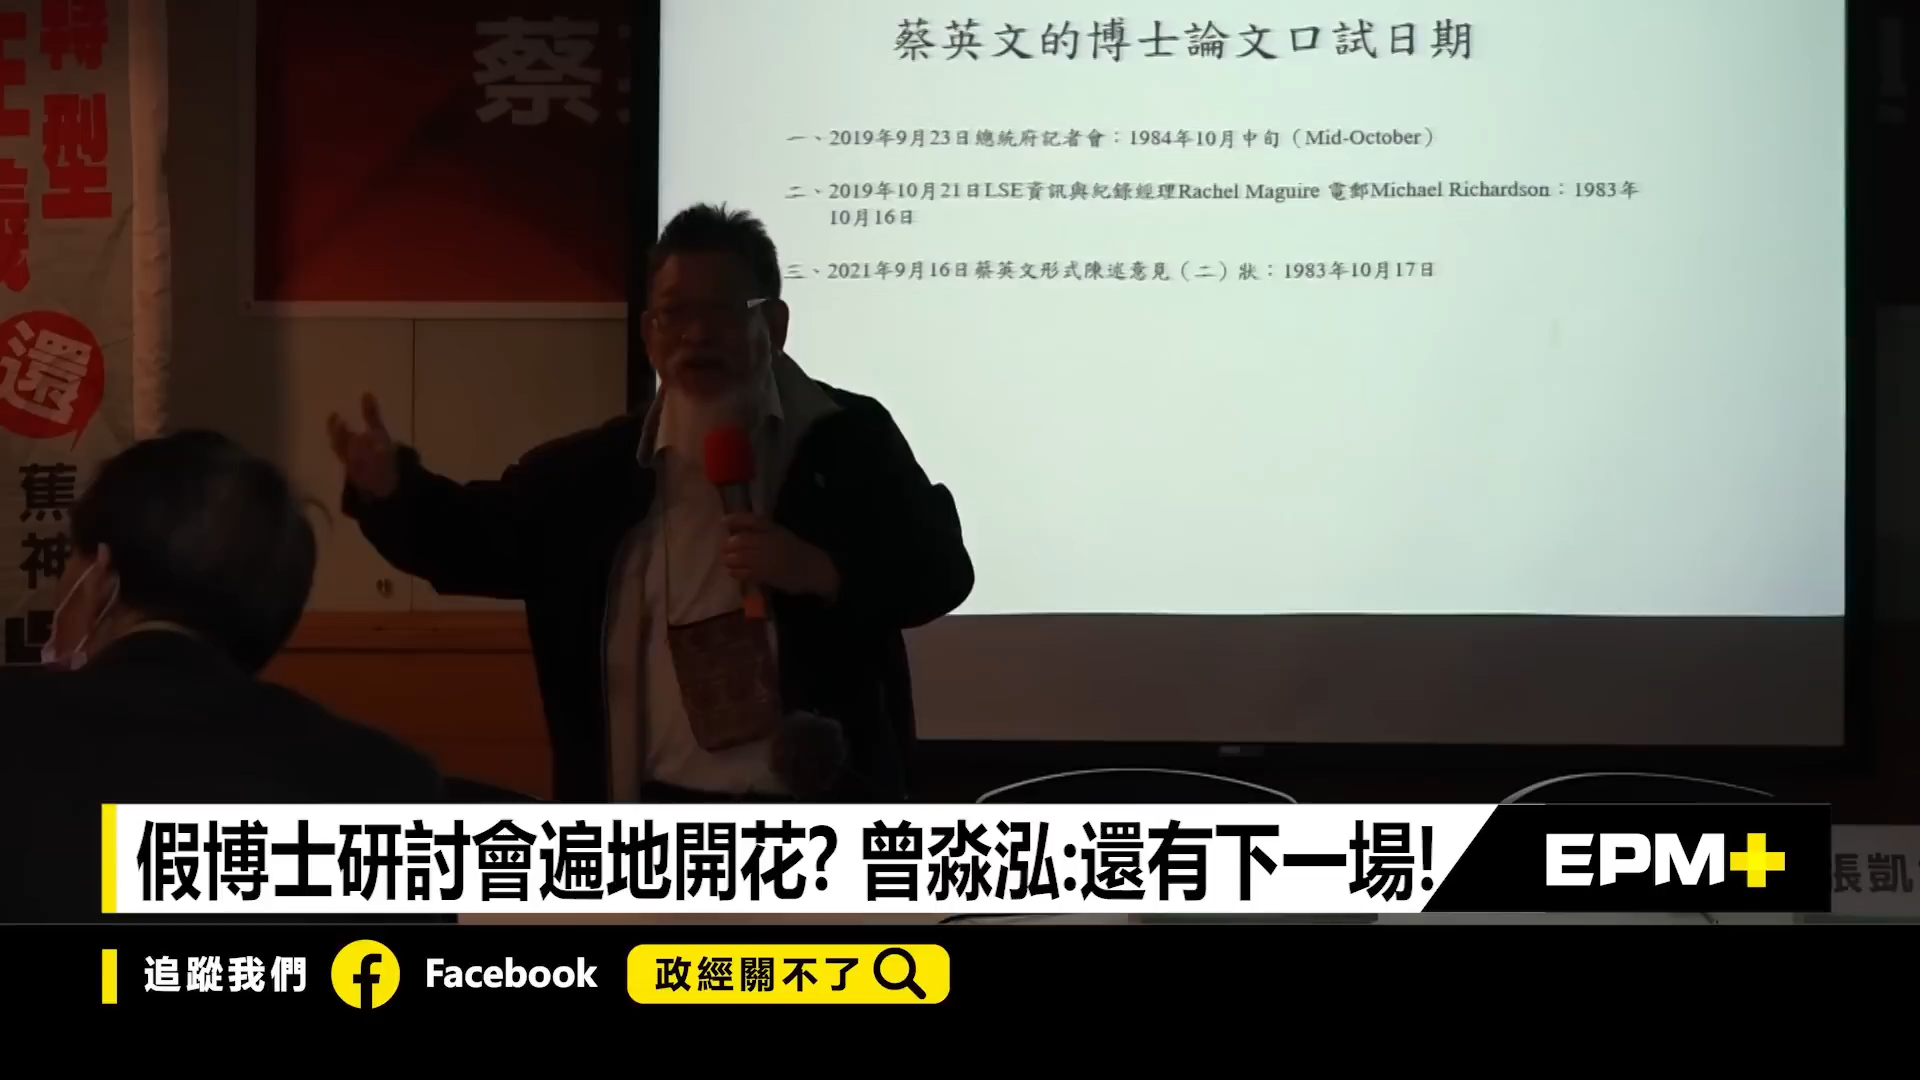 特型
還
蕉神
蔡
蔡英文的博士論文口試日期
一、2019年9月23日總統府記者會：1984年10月中旬（Mid-October）
二、2019年10月21日LSE資訊與紀錄經理Rachel Maguire 電郵Michael Richardson：1983年
10月16日
三、2021年9月16日蔡英文形式陳述意見（二）狀：1983年10月17日
假博士研討會遍地開花? 曾淼泓:還有下一場!
EPM+
張凱
追蹤我們
Facebook
政經關不了